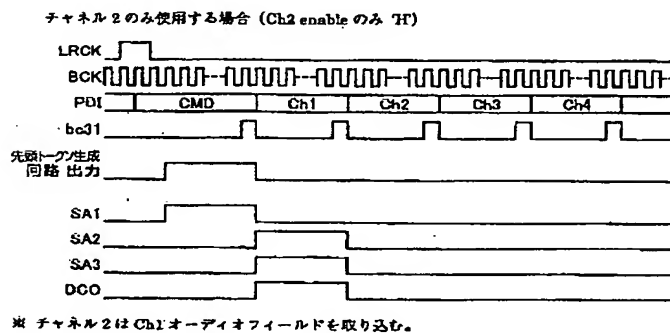 チャネル2のみ使用する場合 (Ch2 enable のみ 'H')
LRCK
BCK
PDI CMD Ch1 Ch2 Ch3 Ch4
bc31
先頭トークン生成
回路 出力
SA1
SA2
SA3
DCO
※ チャネル2は Ch1 オーディオフィールドを取り込む。